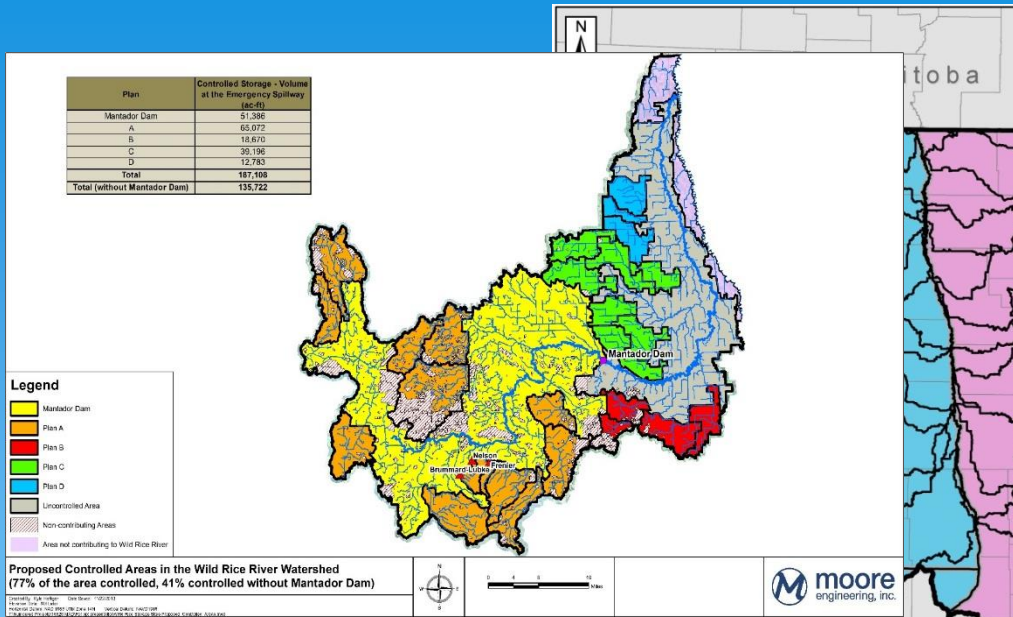 N
itoba
Plan
Controlled Storage - Volume
at the Emergency Spillway
(ac-ft)
Mantador Dam 51,386
A 65,072
B 18,670
C 39,196
D 12,783
Total 187,108
Total (without Mantador Dam) 135,722
Mantador Dam
Nelson
Brummard-Lubke Frenier
Legend
Mantador Dam
Plan A
Plan B
Plan C
Plan D
Uncontrolled Area
Non-contributing Areas
Area not contributing to Wild Rice River
Proposed Controlled Areas in the Wild Rice River Watershed
(77% of the area controlled, 41% controlled without Mantador Dam)
N
W E
S
Miles
moore
engineering, inc.